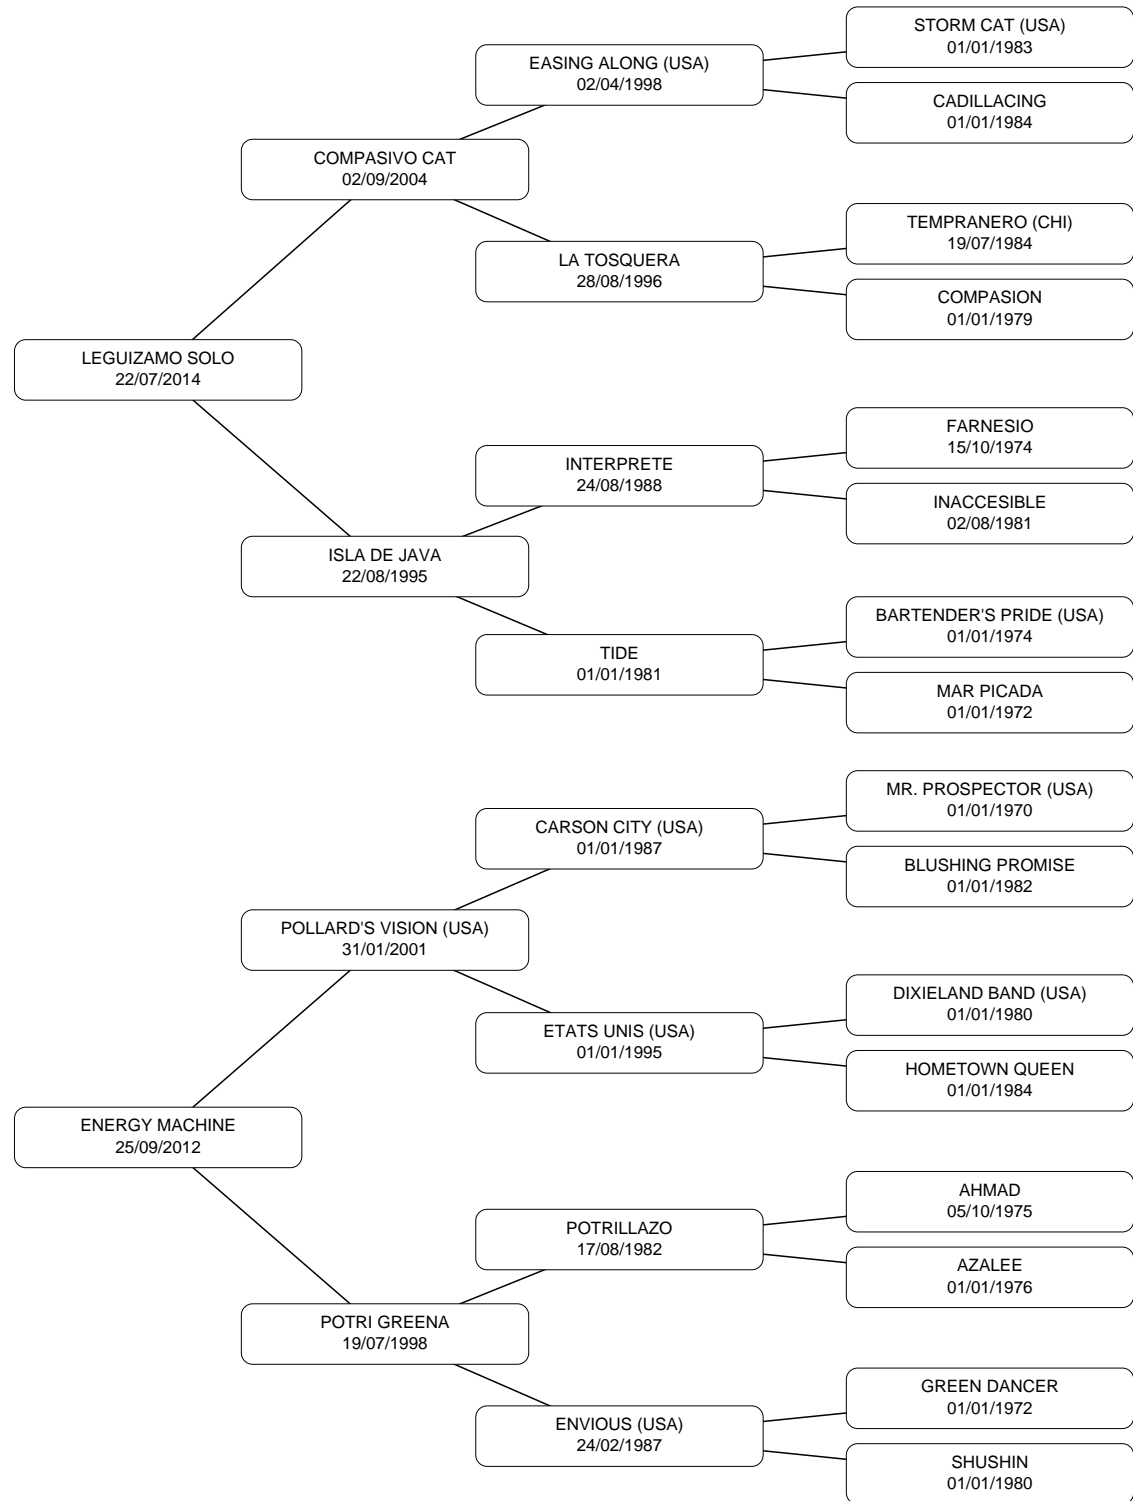 STORM CAT (USA)
01/01/1983
EASING ALONG (USA)
02/04/1998
CADILLACING
01/01/1984
COMPASIVO CAT
02/09/2004
TEMPRANERO (CHI)
19/07/1984
LA TOSQUERA
28/08/1996
COMPASION
01/01/1979
LEGUIZAMO SOLO
22/07/2014
FARNESIO
15/10/1974
INTERPRETE
24/08/1988
INACCESIBLE
02/08/1981
ISLA DE JAVA
22/08/1995
BARTENDER'S PRIDE (USA)
01/01/1974
TIDE
01/01/1981
MAR PICADA
01/01/1972
MR. PROSPECTOR (USA)
01/01/1970
CARSON CITY (USA)
01/01/1987
BLUSHING PROMISE
01/01/1982
POLLARD'S VISION (USA)
31/01/2001
DIXIELAND BAND (USA)
01/01/1980
ETATS UNIS (USA)
01/01/1995
HOMETOWN QUEEN
01/01/1984
ENERGY MACHINE
25/09/2012
AHMAD
05/10/1975
POTRILLAZO
17/08/1982
AZALEE
01/01/1976
POTRI GREENA
19/07/1998
GREEN DANCER
01/01/1972
ENVIOUS (USA)
24/02/1987
SHUSHIN
01/01/1980